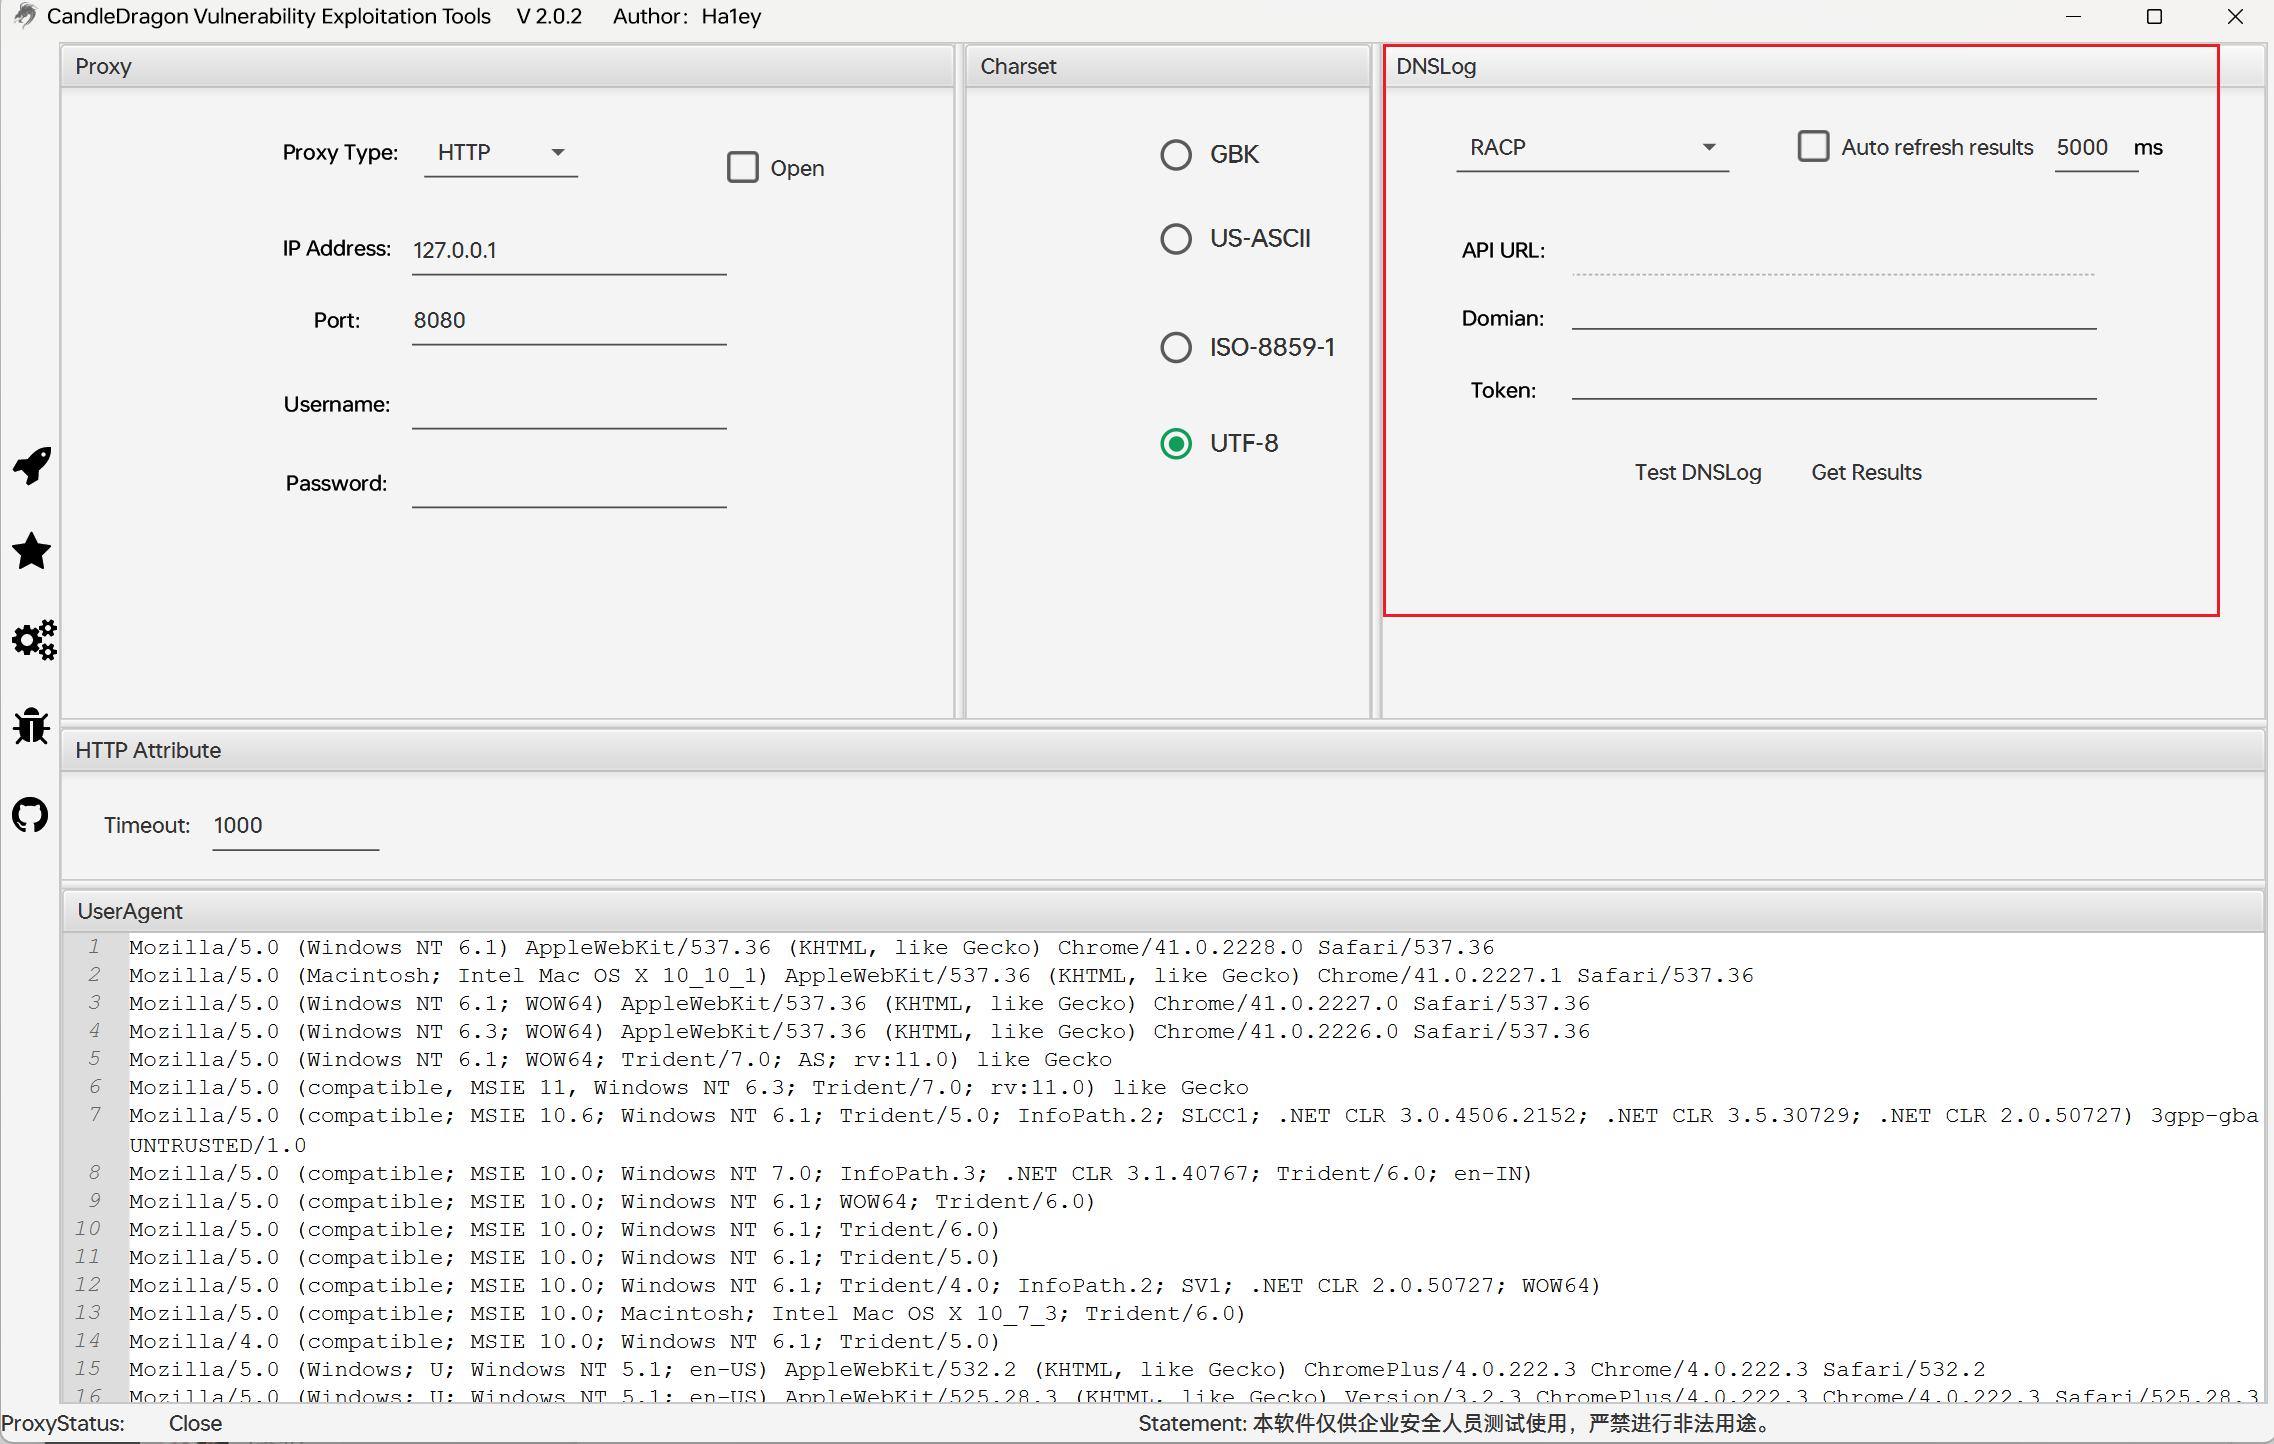 CandleDragon Vulnerability Exploitation Tools V 2.0.2 Author: Ha1ey
Proxy
Proxy Type: HTTP
Open
IP Address: 127.0.0.1
Port: 8080
Username:
Password:
Charset
GBK
US-ASCII
ISO-8859-1
UTF-8
DNSLog
RACP
Auto refresh results 5000 ms
API URL:
Domian:
Token:
Test DNSLog Get Results
HTTP Attribute
Timeout: 1000
UserAgent
1 Mozilla/5.0 (Windows NT 6.1) AppleWebKit/537.36 (KHTML, like Gecko) Chrome/41.0.2228.0 Safari/537.36
2 Mozilla/5.0 (Macintosh; Intel Mac OS X 10_10_1) AppleWebKit/537.36 (KHTML, like Gecko) Chrome/41.0.2227.1 Safari/537.36
3 Mozilla/5.0 (Windows NT 6.1; WOW64) AppleWebKit/537.36 (KHTML, like Gecko) Chrome/41.0.2227.0 Safari/537.36
4 Mozilla/5.0 (Windows NT 6.3; WOW64) AppleWebKit/537.36 (KHTML, like Gecko) Chrome/41.0.2226.0 Safari/537.36
5 Mozilla/5.0 (Windows NT 6.1; WOW64; Trident/7.0; AS; rv:11.0) like Gecko
6 Mozilla/5.0 (compatible, MSIE 11, Windows NT 6.3; Trident/7.0; rv:11.0) like Gecko
7 Mozilla/5.0 (compatible; MSIE 10.6; Windows NT 6.1; Trident/5.0; InfoPath.2; SLCC1; .NET CLR 3.0.4506.2152; .NET CLR 3.5.30729; .NET CLR 2.0.50727) 3gpp-gba
UNTRUSTED/1.0
8 Mozilla/5.0 (compatible; MSIE 10.0; Windows NT 7.0; InfoPath.3; .NET CLR 3.1.40767; Trident/6.0; en-IN)
9 Mozilla/5.0 (compatible; MSIE 10.0; Windows NT 6.1; WOW64; Trident/6.0)
10 Mozilla/5.0 (compatible; MSIE 10.0; Windows NT 6.1; Trident/6.0)
11 Mozilla/5.0 (compatible; MSIE 10.0; Windows NT 6.1; Trident/5.0)
12 Mozilla/5.0 (compatible; MSIE 10.0; Windows NT 6.1; Trident/4.0; InfoPath.2; SV1; .NET CLR 2.0.50727; WOW64)
13 Mozilla/5.0 (compatible; MSIE 10.0; Macintosh; Intel Mac OS X 10_7_3; Trident/6.0)
14 Mozilla/4.0 (compatible; MSIE 10.0; Windows NT 6.1; Trident/5.0)
15 Mozilla/5.0 (Windows; U; Windows NT 5.1; en-US) AppleWebKit/532.2 (KHTML, like Gecko) ChromePlus/4.0.222.3 Chrome/4.0.222.3 Safari/532.2
16 Mozilla/5.0 (Windows; U; Windows NT 5.1; en-US) AppleWebKit/525.28.3 (KHTML, like Gecko) Version/3.2.3 ChromePlus/4.0.222.3 Chrome/4.0.222.3 Safari/525.28.3
ProxyStatus: Close
Statement: 本软件仅供企业安全人员测试使用，严禁进行非法用途。